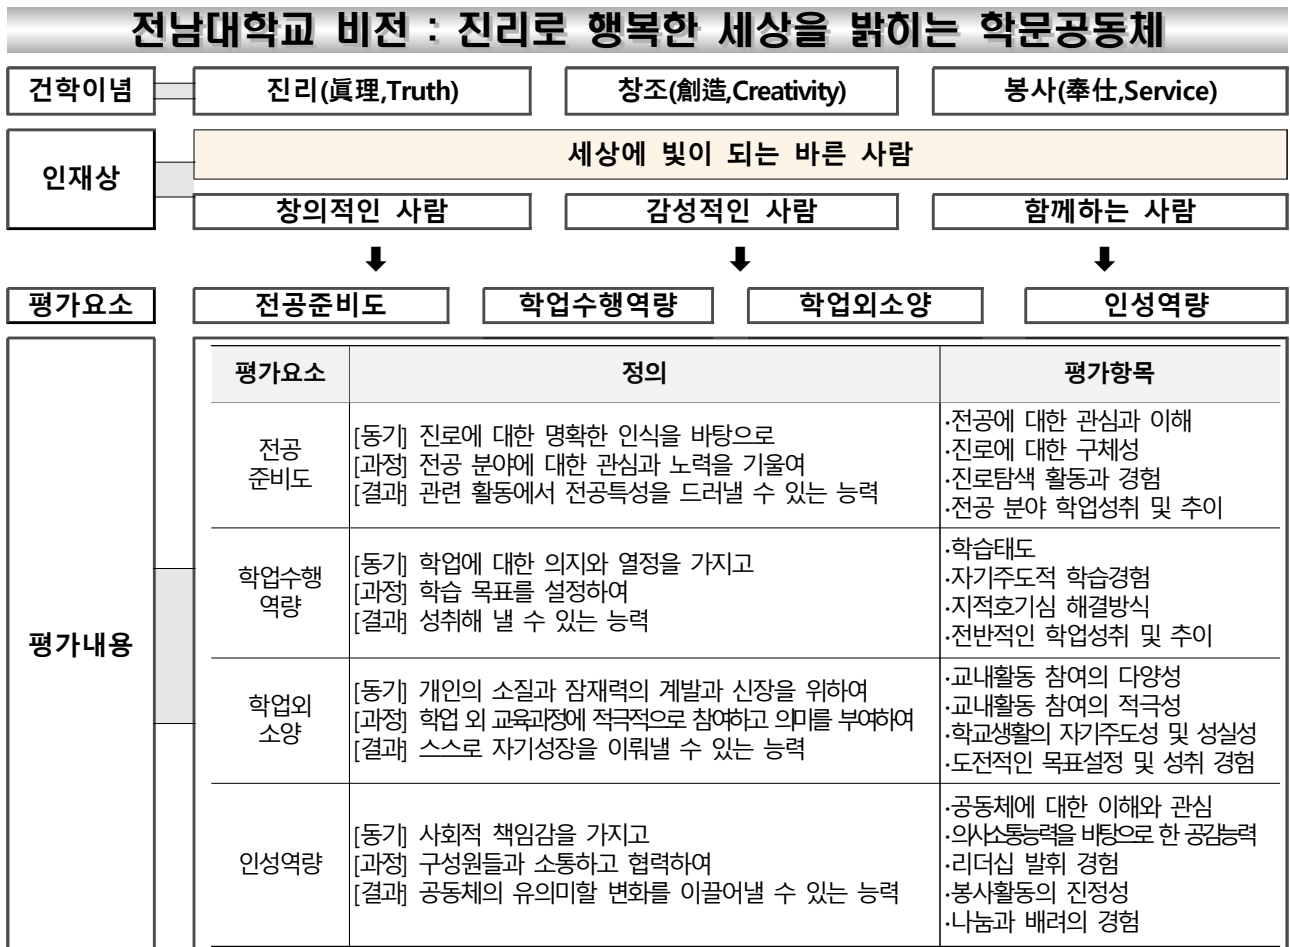 전남대학교 비전 : 진리로 행복한 세상을 밝히는 학문공동체
건학이념
진리(眞理,Truth)
창조(創造,Creativity)
봉사(奉仕,Service)
인재상
세상에 빛이 되는 바른 사람
창의적인 사람
감성적인 사람
함께하는 사람
평가요소
전공준비도
학업수행역량
학업외소양
인성역량
평가내용
평가요소
정의
평가항목
전공
준비도
[동기] 진로에 대한 명확한 인식을 바탕으로
[과정] 전공 분야에 대한 관심과 노력을 기울여
[결과] 관련 활동에서 전공특성을 드러낼 수 있는 능력
·전공에 대한 관심과 이해
·진로에 대한 구체성
·진로탐색 활동과 경험
·전공 분야 학업성취 및 추이
학업수행
역량
[동기] 학업에 대한 의지와 열정을 가지고
[과정] 학습 목표를 설정하여
[결과] 성취해 낼 수 있는 능력
·학습태도
·자기주도적 학습경험
·지적호기심 해결방식
·전반적인 학업성취 및 추이
학업외
소양
[동기] 개인의 소질과 잠재력의 계발과 신장을 위하여
[과정] 학업 외 교육과정에 적극적으로 참여하고 의미를 부여하여
[결과] 스스로 자기성장을 이뤄낼 수 있는 능력
·교내활동 참여의 다양성
·교내활동 참여의 적극성
·학교생활의 자기주도성 및 성실성
·도전적인 목표설정 및 성취 경험
인성역량
[동기] 사회적 책임감을 가지고
[과정] 구성원들과 소통하고 협력하여
[결과] 공동체의 유의미할 변화를 이끌어낼 수 있는 능력
·공동체에 대한 이해와 관심
·의사소통능력을 바탕으로 한 공감능력
·리더십 발휘 경험
·봉사활동의 진정성
·나눔과 배려의 경험